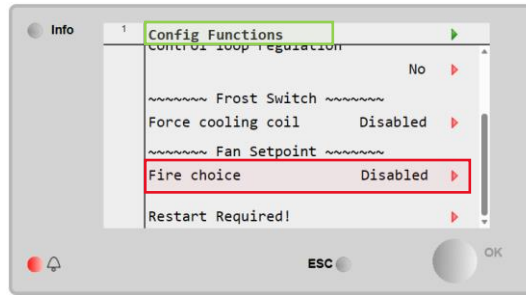 Info
1
Config Functions
Control loop regulation
No
~~~~~~~ Frost Switch ~~~~~~~
Force cooling coil Disabled
~~~~~~~ Fan Setpoint ~~~~~~~
Fire choice Disabled
Restart Required!
ESC
OK